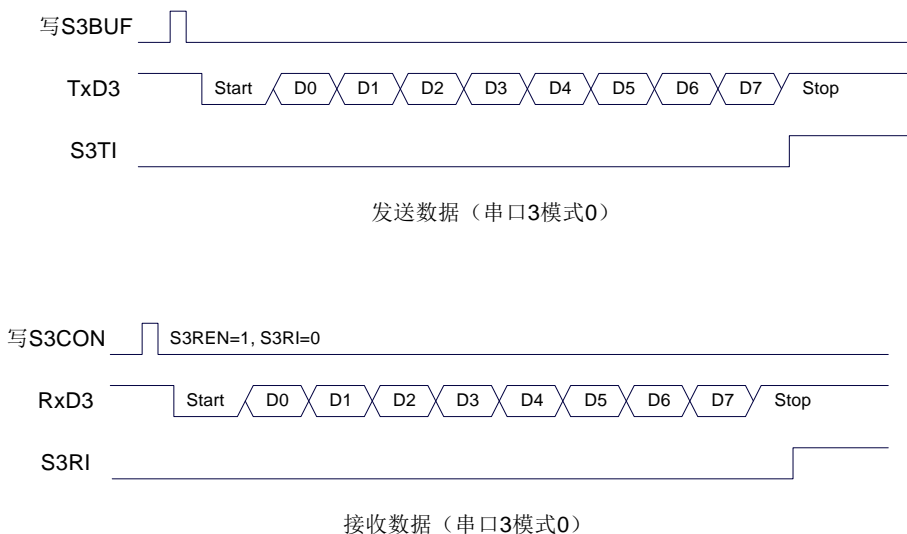 写S3BUF
TxD3 Start D0 D1 D2 D3 D4 D5 D6 D7 Stop
S3TI
发送数据（串口3模式0）
写S3CON S3REN=1, S3RI=0
RxD3 Start D0 D1 D2 D3 D4 D5 D6 D7 Stop
S3RI
接收数据（串口3模式0）